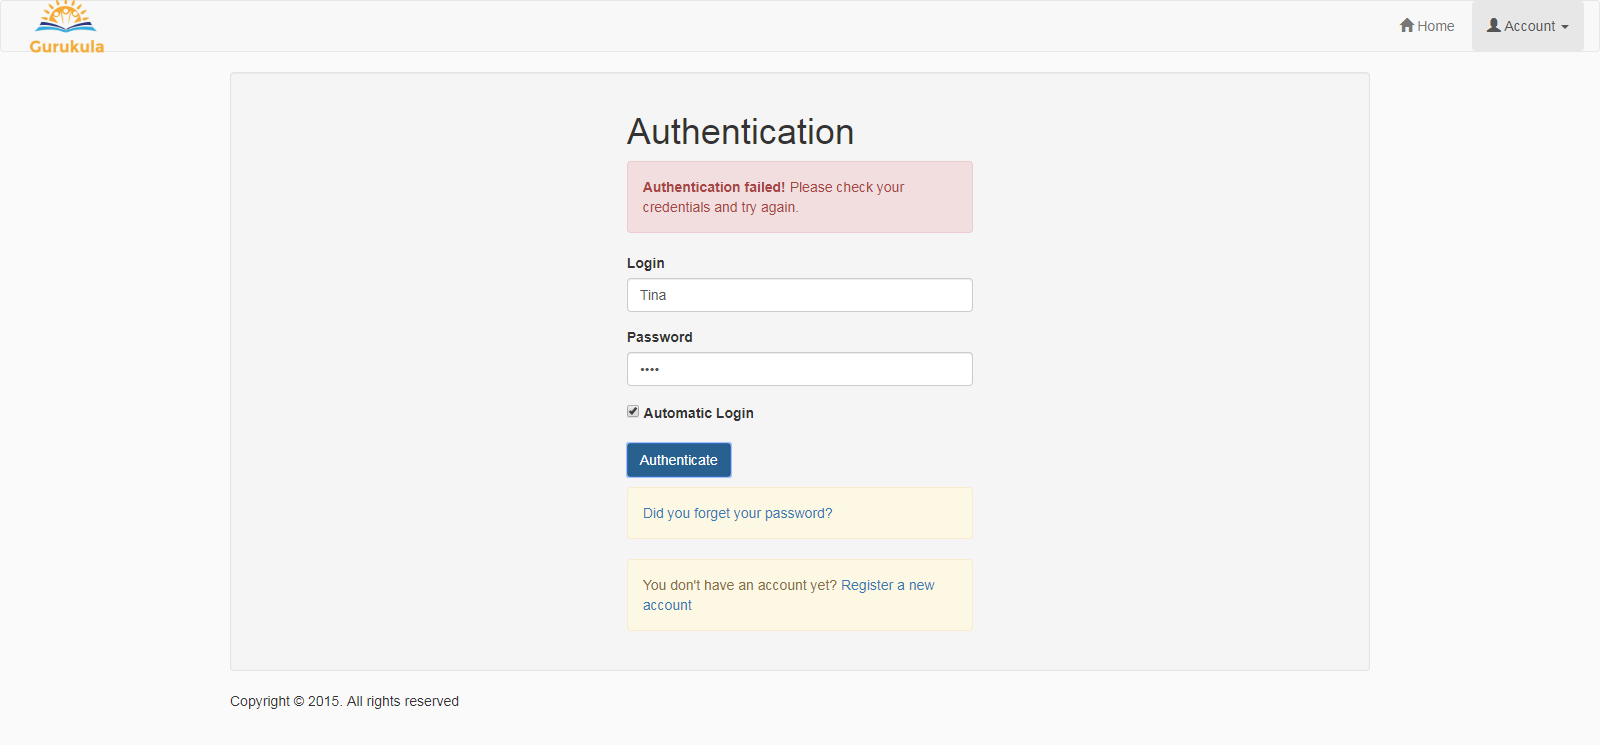 Gurukula
Home
Account
Authentication
Authentication failed! Please check your
credentials and try again.
Login
Tina
Password
••••
Automatic Login
Authenticate
Did you forget your password?
You don't have an account yet? Register a new
account
Copyright © 2015. All rights reserved